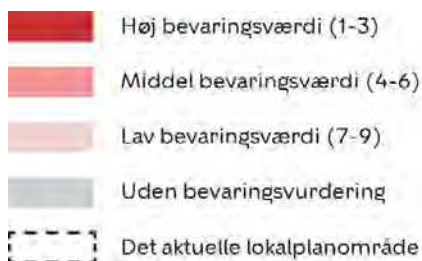 Høj bevaringsværdi (1-3)
Middel bevaringsværdi (4-6)
Lav bevaringsværdi (7-9)
Uden bevaringsvurdering
Det aktuelle lokalplanområde